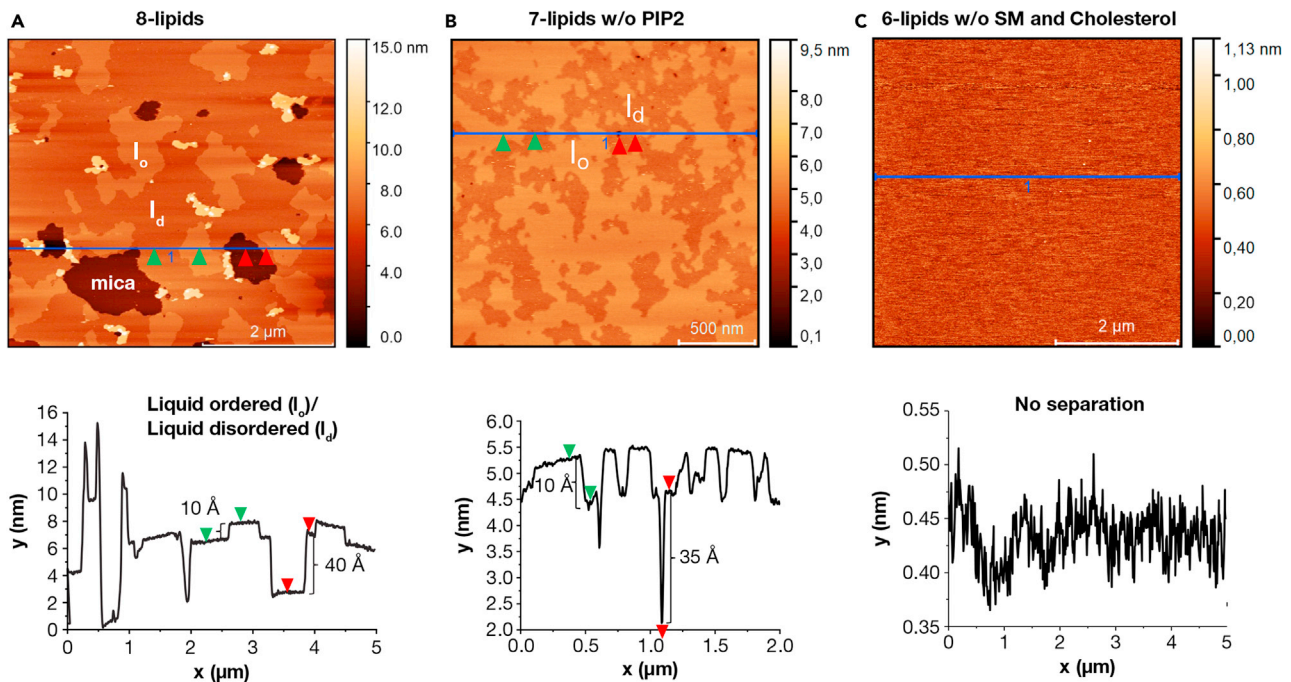 A
8-lipids
15.0 nm
12.0
10.0
8.0
6.0
4.0
2.0
0.0
lo
ld
1
mica
2 µm
B
7-lipids w/o PIP2
9,5 nm
8,0
7,0
6,0
5,0
4,0
3,0
2,0
0,1
ld
1
lo
500 nm
C
6-lipids w/o SM and Cholesterol
1,13 nm
1,00
0,80
0,60
0,40
0,20
0,00
1
2 µm
Liquid ordered (lo)/
Liquid disordered (ld)
16
14
12
10
8
6
4
2
0
y (nm)
10 Å
40 Å
0 1 2 3 4 5
x (µm)
6.0
5.5
5.0
4.5
4.0
3.5
3.0
2.5
2.0
y (nm)
10 Å
35 Å
0.0 0.5 1.0 1.5 2.0
x (µm)
No separation
0.55
0.50
0.45
0.40
0.35
y (nm)
0 1 2 3 4 5
x (µm)